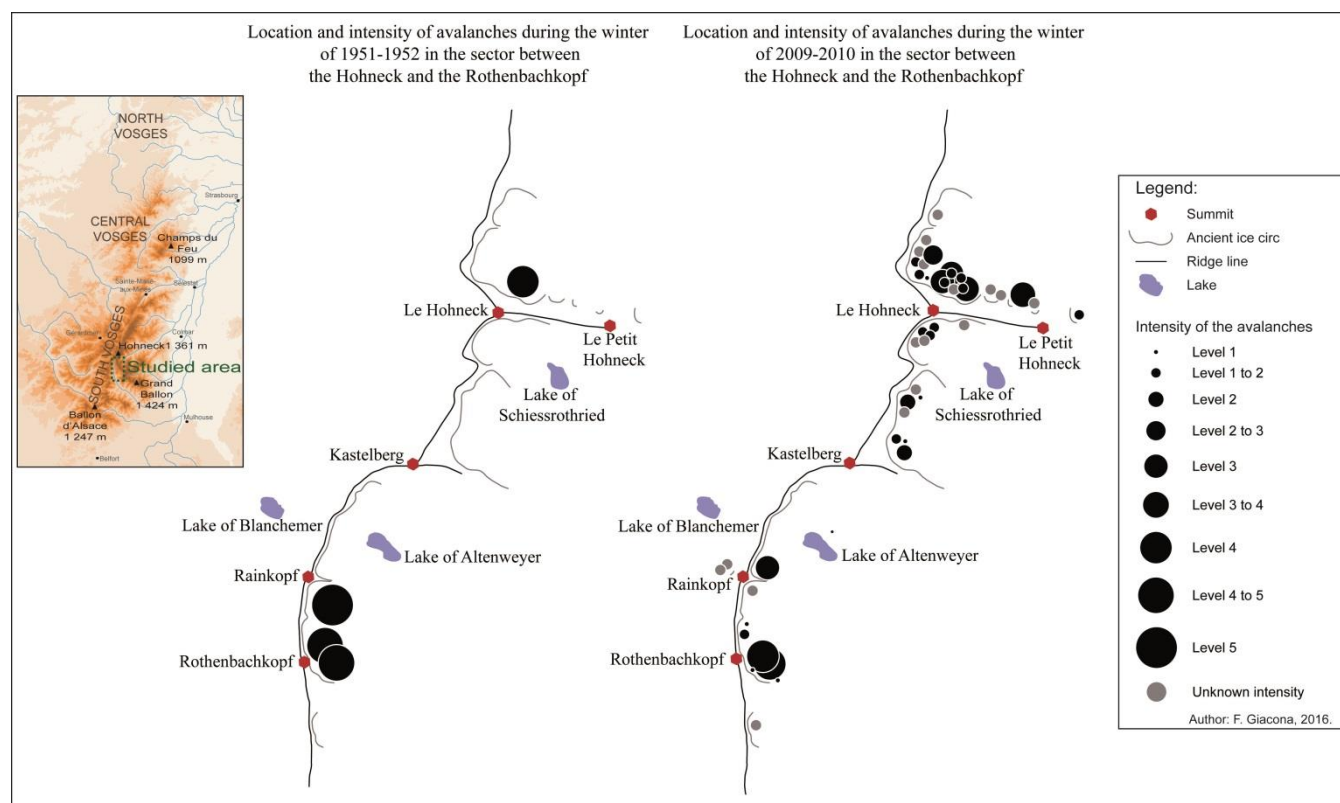 Location and intensity of avalanches during the winter
of 1951-1952 in the sector between
the Hohneck and the Rothenbachkopf
Location and intensity of avalanches during the winter
of 2009-2010 in the sector between
the Hohneck and the Rothenbachkopf
NORTH
VOSGES
Strasbourg
CENTRAL
VOSGES
Champs du
Feu
1099 m
Sainte-Marie-
aux-Mines
Sélestat
Gérardmer
Colmar
Hohneck1 361 m
SOUTH VOSGES
Studied area
Grand
Ballon
1 424 m
Ballon
d'Alsace
1 247 m
Mulhouse
Belfort
Le Hohneck
Le Petit
Hohneck
Lake of
Schiessrothried
Kastelberg
Lake of Blanchemer
Lake of Altenweyer
Rainkopf
Rothenbachkopf
Le Hohneck
Le Petit
Hohneck
Lake of
Schiessrothried
Kastelberg
Lake of Blanchemer
Lake of Altenweyer
Rainkopf
Rothenbachkopf
Legend:
Summit
Ancient ice circ
Ridge line
Lake
Intensity of the avalanches
Level 1
Level 1 to 2
Level 2
Level 2 to 3
Level 3
Level 3 to 4
Level 4
Level 4 to 5
Level 5
Unknown intensity
Author: F. Giacona, 2016.